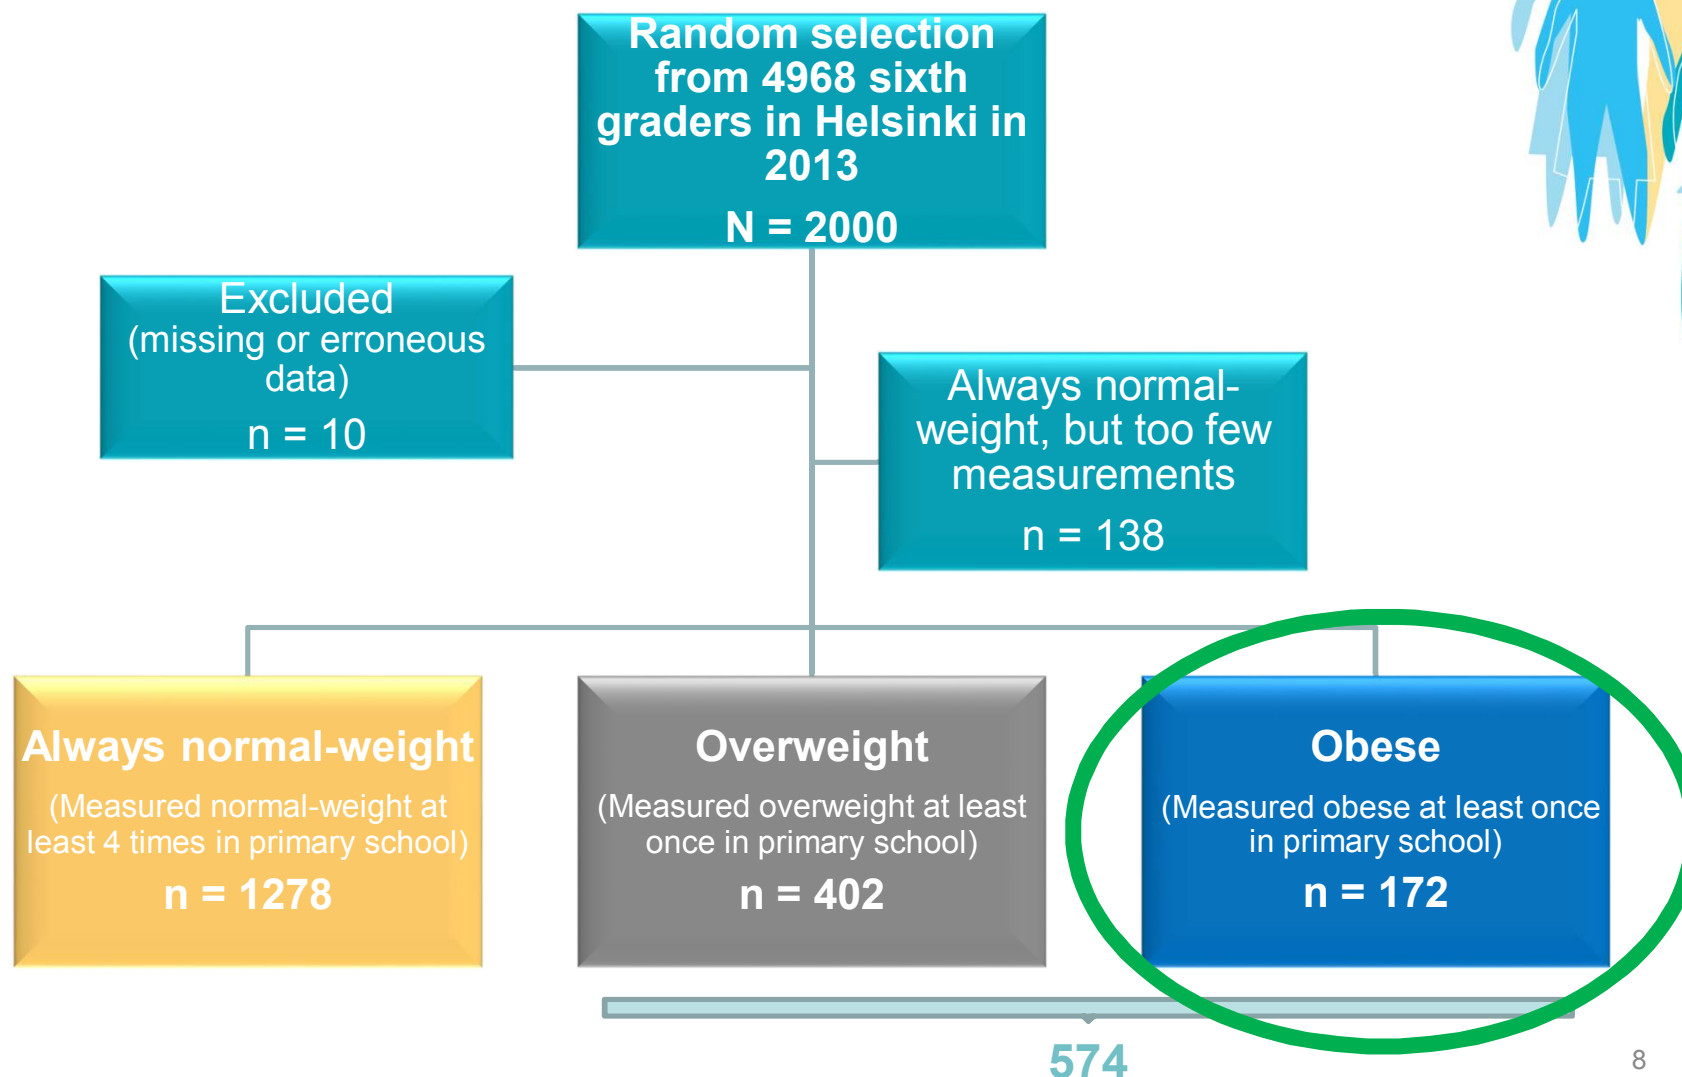 Random selection
from 4968 sixth
graders in Helsinki in
2013
N = 2000
Excluded
(missing or erroneous
data)
n = 10
Always normal-
weight, but too few
measurements
n = 138
Always normal-weight
(Measured normal-weight at
least 4 times in primary school)
n = 1278
Overweight
(Measured overweight at least
once in primary school)
n = 402
Obese
(Measured obese at least once
in primary school)
n = 172
574
8